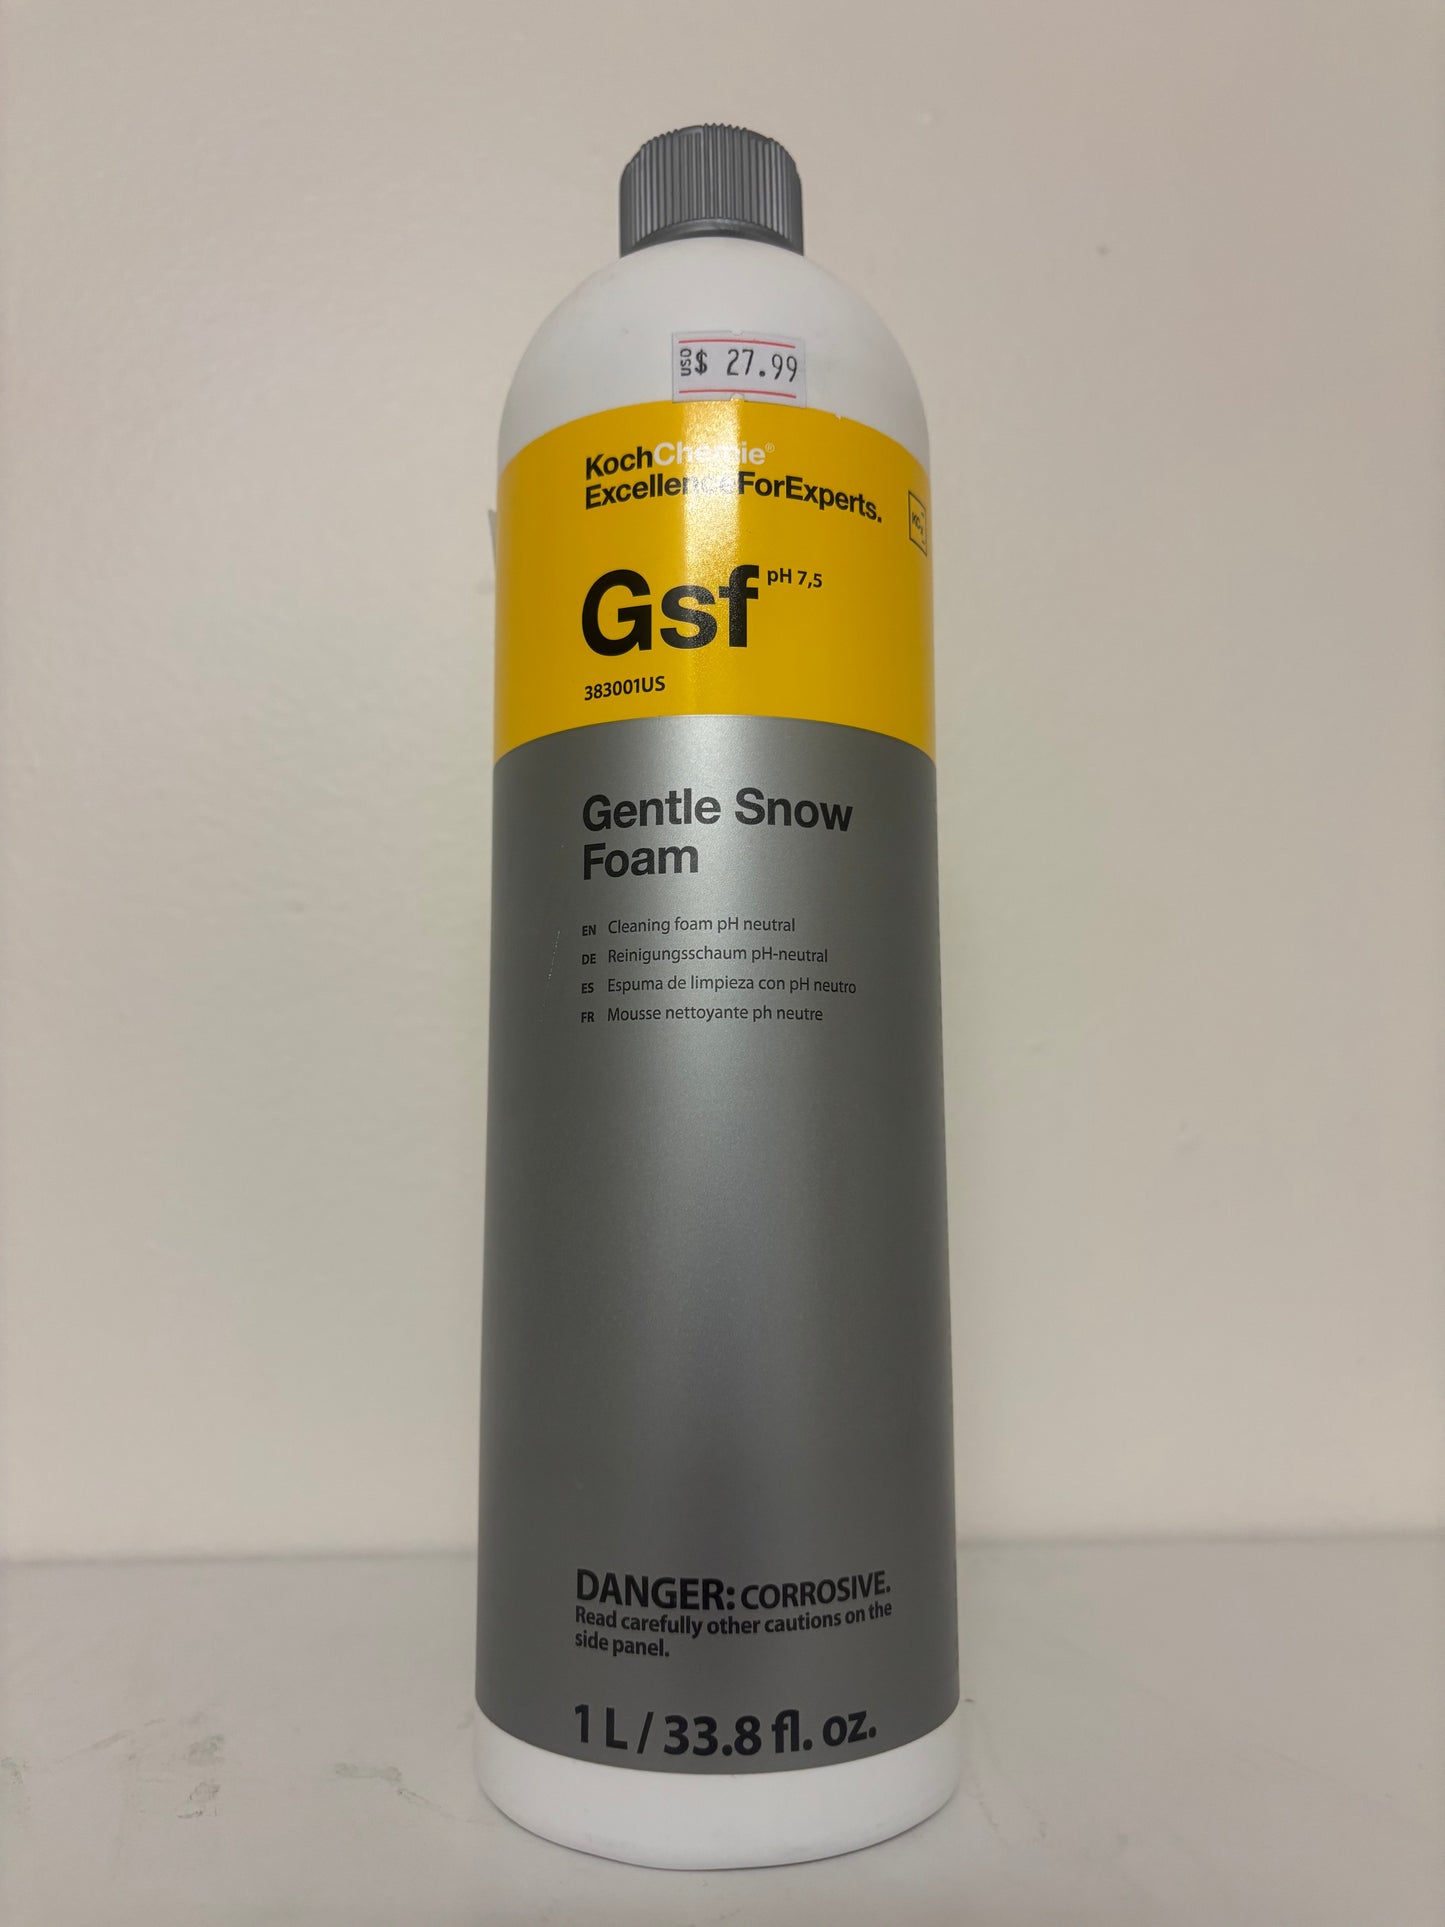 USD $ 27.99
KochChemie®
ExcellenceForExperts.
Gsf pH 7,5
383001US
Gentle Snow
Foam
EN Cleaning foam pH neutral
DE Reinigungsschaum pH-neutral
ES Espuma de limpieza con pH neutro
FR Mousse nettoyante ph neutre
DANGER: CORROSIVE.
Read carefully other cautions on the
side panel.
1 L / 33.8 fl. oz.